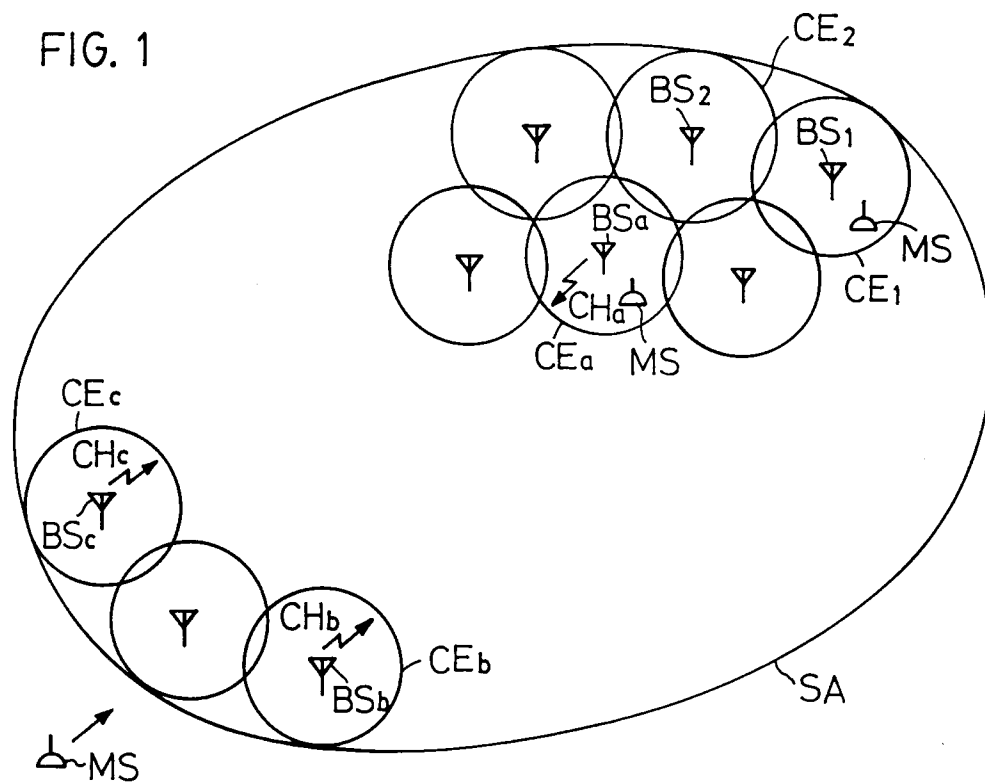 FIG. 1
CE2
BS2
BS1
BSa
MS
CHa
CE1
CEa
MS
CEc
CHc
BSc
CHb
CEb
BSb
SA
MS